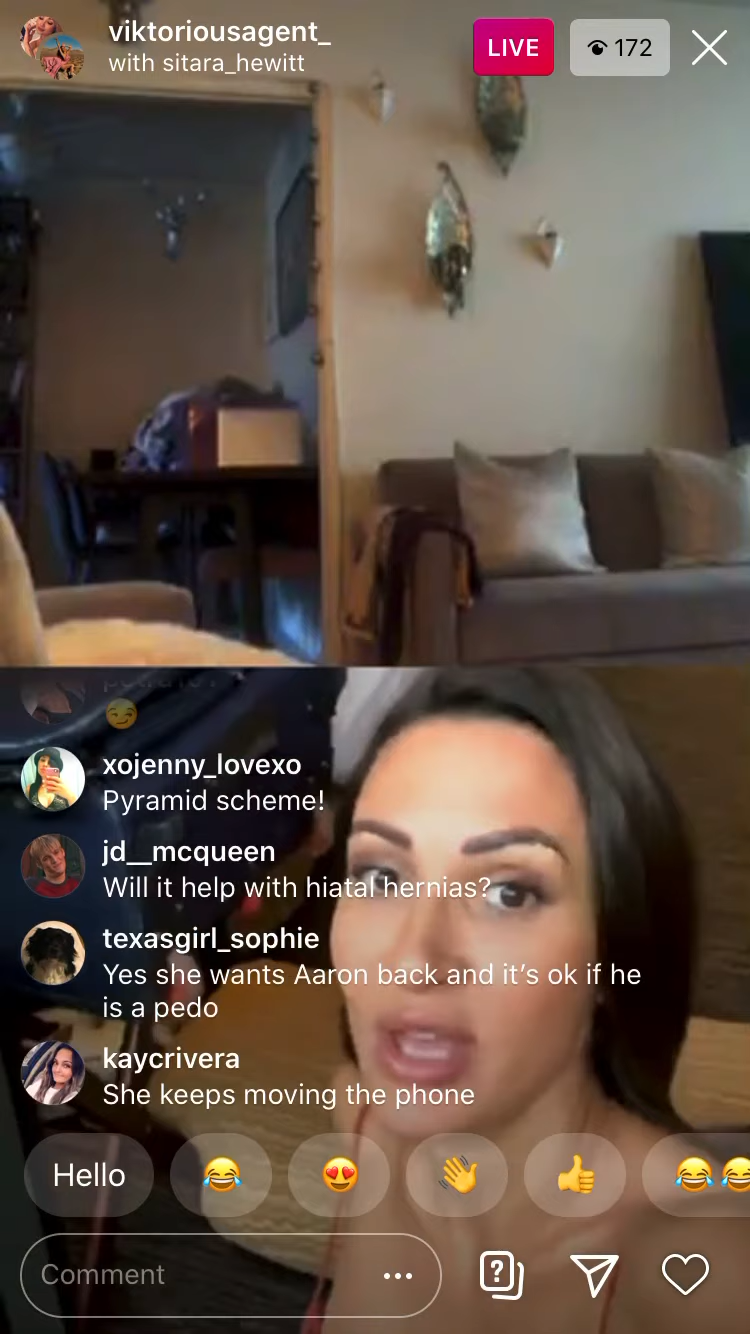 viktoriousagent_
with sitara_hewitt
LIVE
172
😏
xojenny_lovexo
Pyramid scheme!
jd__mcqueen
Will it help with hiatal hernias?
texasgirl_sophie
Yes she wants Aaron back and it’s ok if he
is a pedo
kaycrivera
She keeps moving the phone
Hello 😂 😍 👋 👍 😂😂
Comment